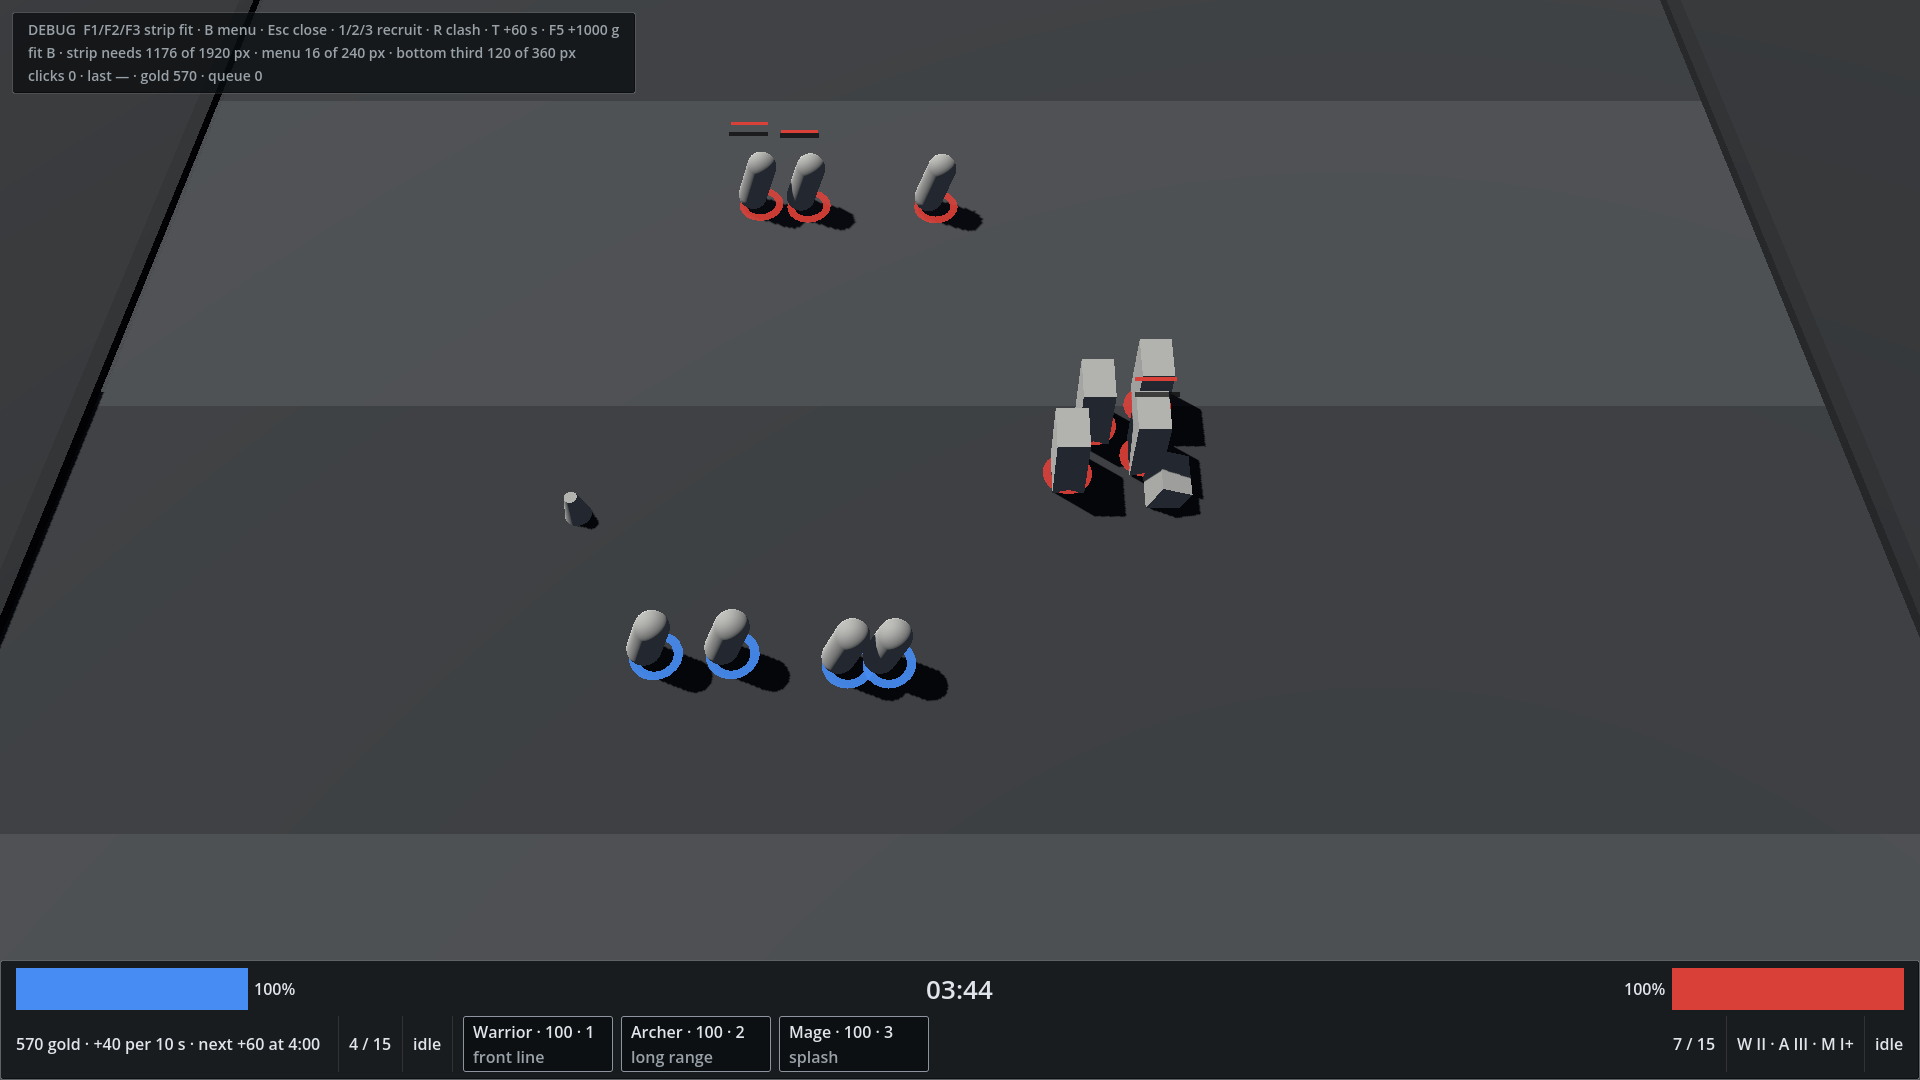 DEBUG F1/F2/F3 strip fit · B menu · Esc close · 1/2/3 recruit · R clash · T +60 s · F5 +1000 g
fit B · strip needs 1176 of 1920 px · menu 16 of 240 px · bottom third 120 of 360 px
clicks 0 · last — · gold 570 · queue 0
100%
03:44
100%
570 gold · +40 per 10 s · next +60 at 4:00
4 / 15
idle
Warrior · 100 · 1
front line
Archer · 100 · 2
long range
Mage · 100 · 3
splash
7 / 15
W II · A III · M I+
idle